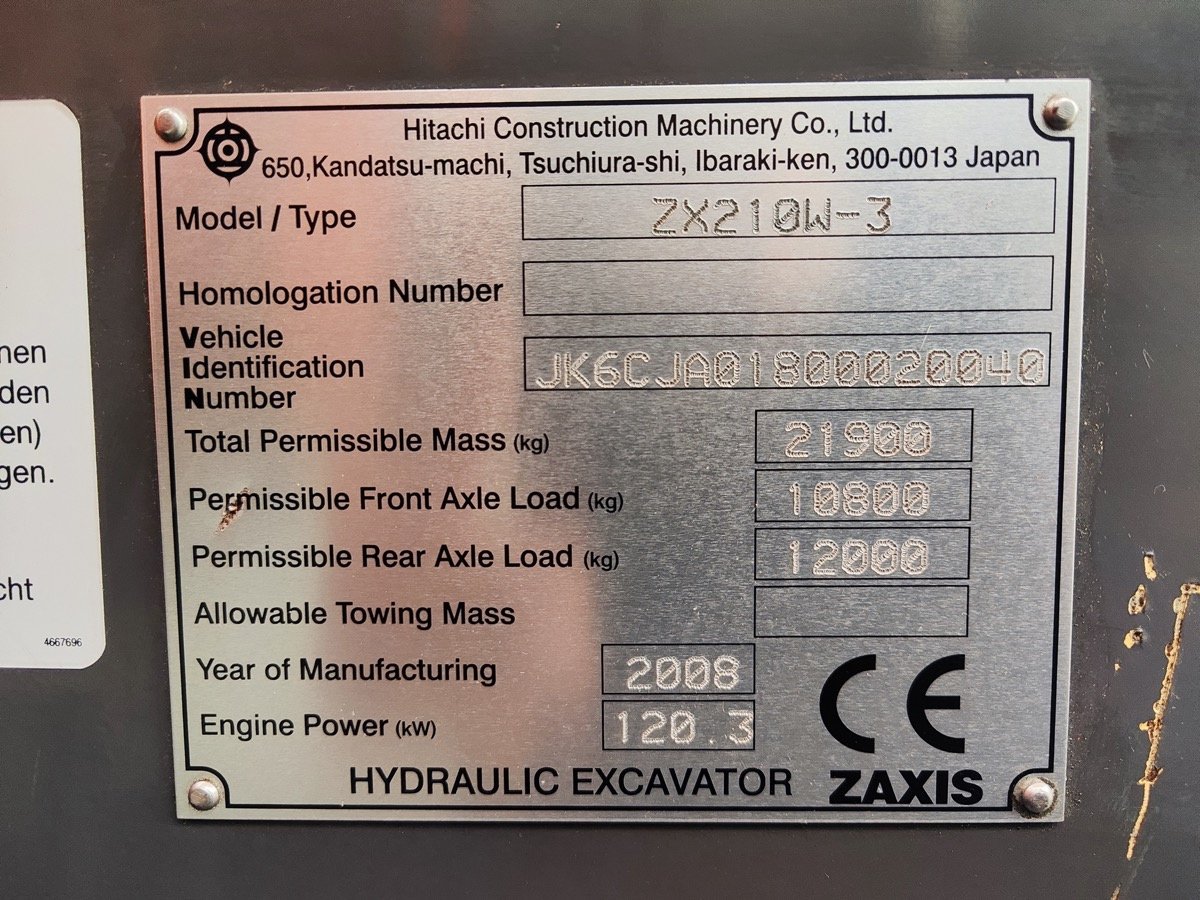 Hitachi Construction Machinery Co., Ltd.
650,Kandatsu-machi, Tsuchiura-shi, Ibaraki-ken, 300-0013 Japan
Model / Type ZX210W-3
Homologation Number
Vehicle
Identification
Number
JK6CJA01800020040
Total Permissible Mass (kg) 21900
Permissible Front Axle Load (kg) 10800
Permissible Rear Axle Load (kg) 12000
Allowable Towing Mass
Year of Manufacturing 2008
Engine Power (kW) 120.3
CE
HYDRAULIC EXCAVATOR ZAXIS
nen
den
en)
gen.
cht
4667696